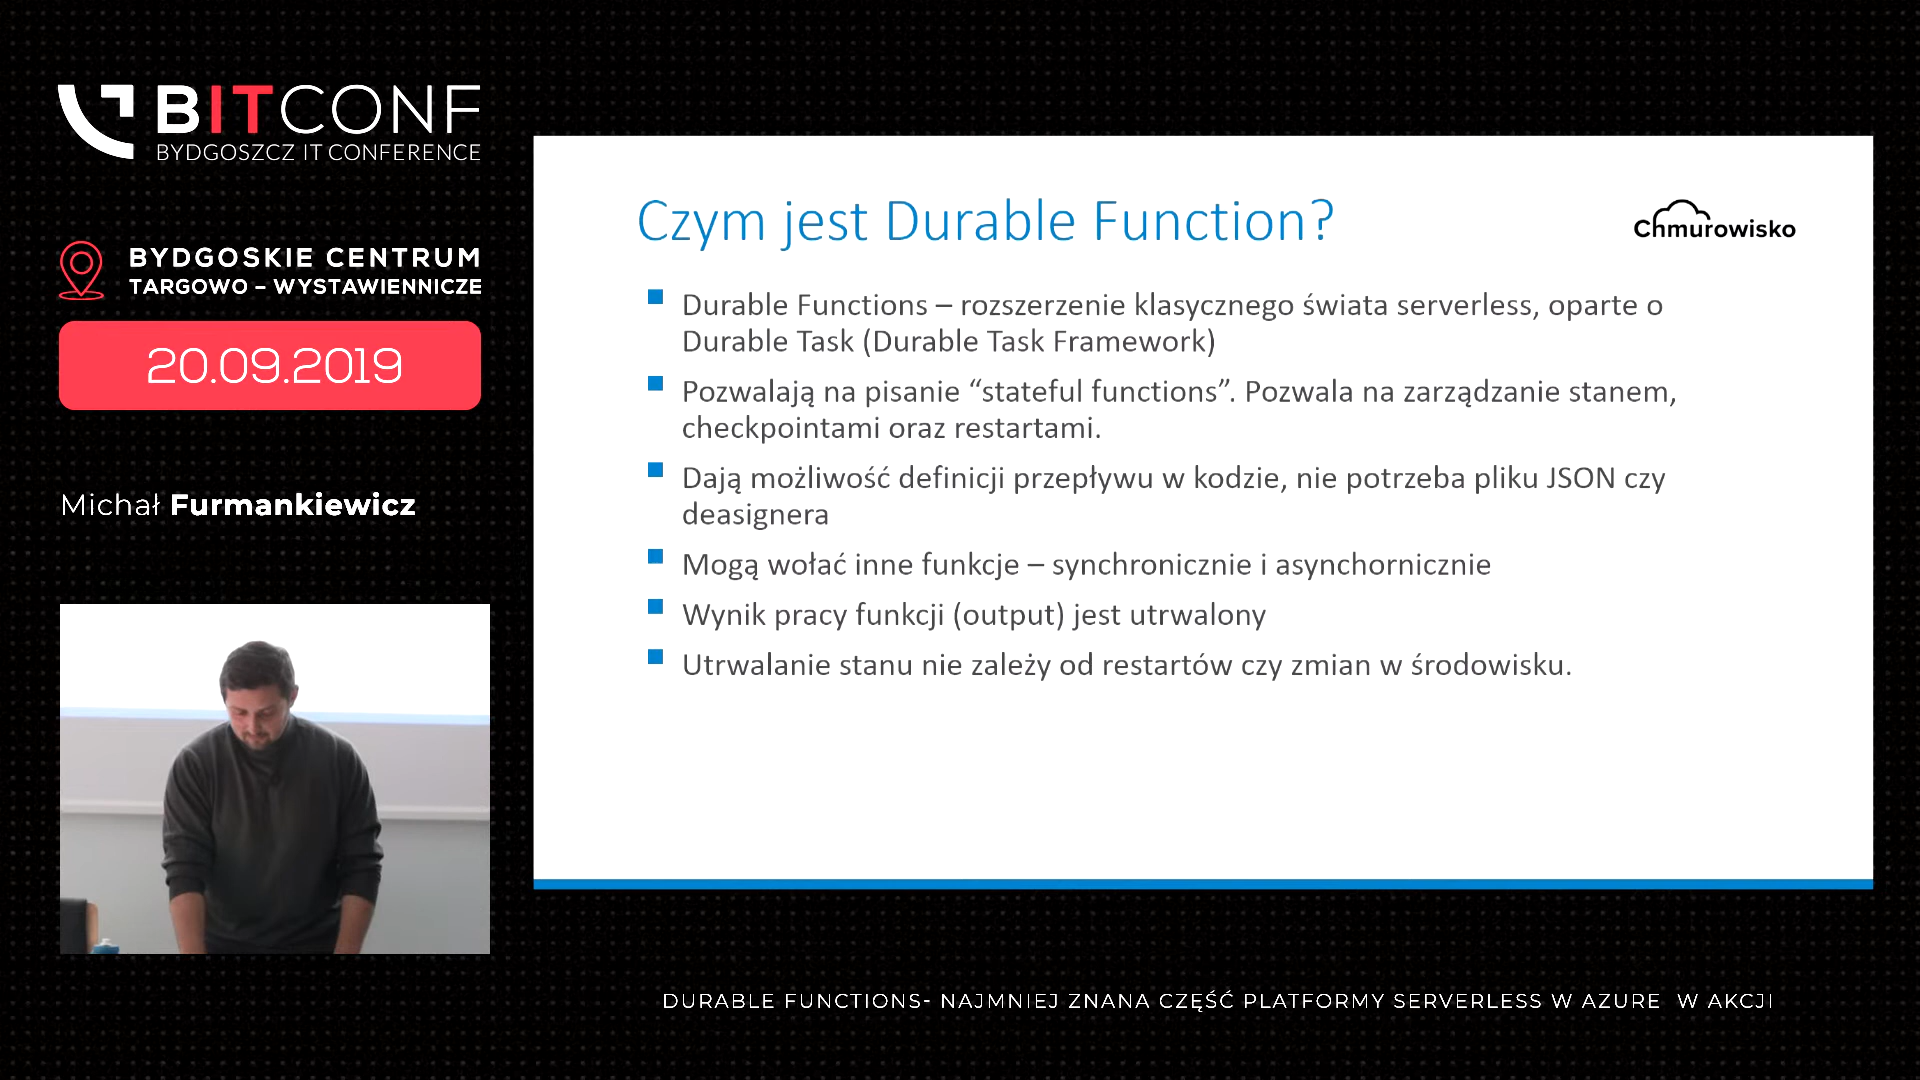 BITCONF
BYDGOSZCZ IT CONFERENCE
BYDGOSKIE CENTRUM
TARGOWO – WYSTAWIENNICZE
20.09.2019
Michał Furmankiewicz
Czym jest Durable Function?
Chmurowisko
Durable Functions – rozszerzenie klasycznego świata serverless, oparte o
Durable Task (Durable Task Framework)
Pozwalają na pisanie “stateful functions”. Pozwala na zarządzanie stanem,
checkpointami oraz restartami.
Dają możliwość definicji przepływu w kodzie, nie potrzeba pliku JSON czy
deasignera
Mogą wołać inne funkcje – synchronicznie i asynchornicznie
Wynik pracy funkcji (output) jest utrwalony
Utrwalanie stanu nie zależy od restartów czy zmian w środowisku.
DURABLE FUNCTIONS- NAJMNIEJ ZNANA CZĘŚĆ PLATFORMY SERVERLESS W AZURE W AKCJI